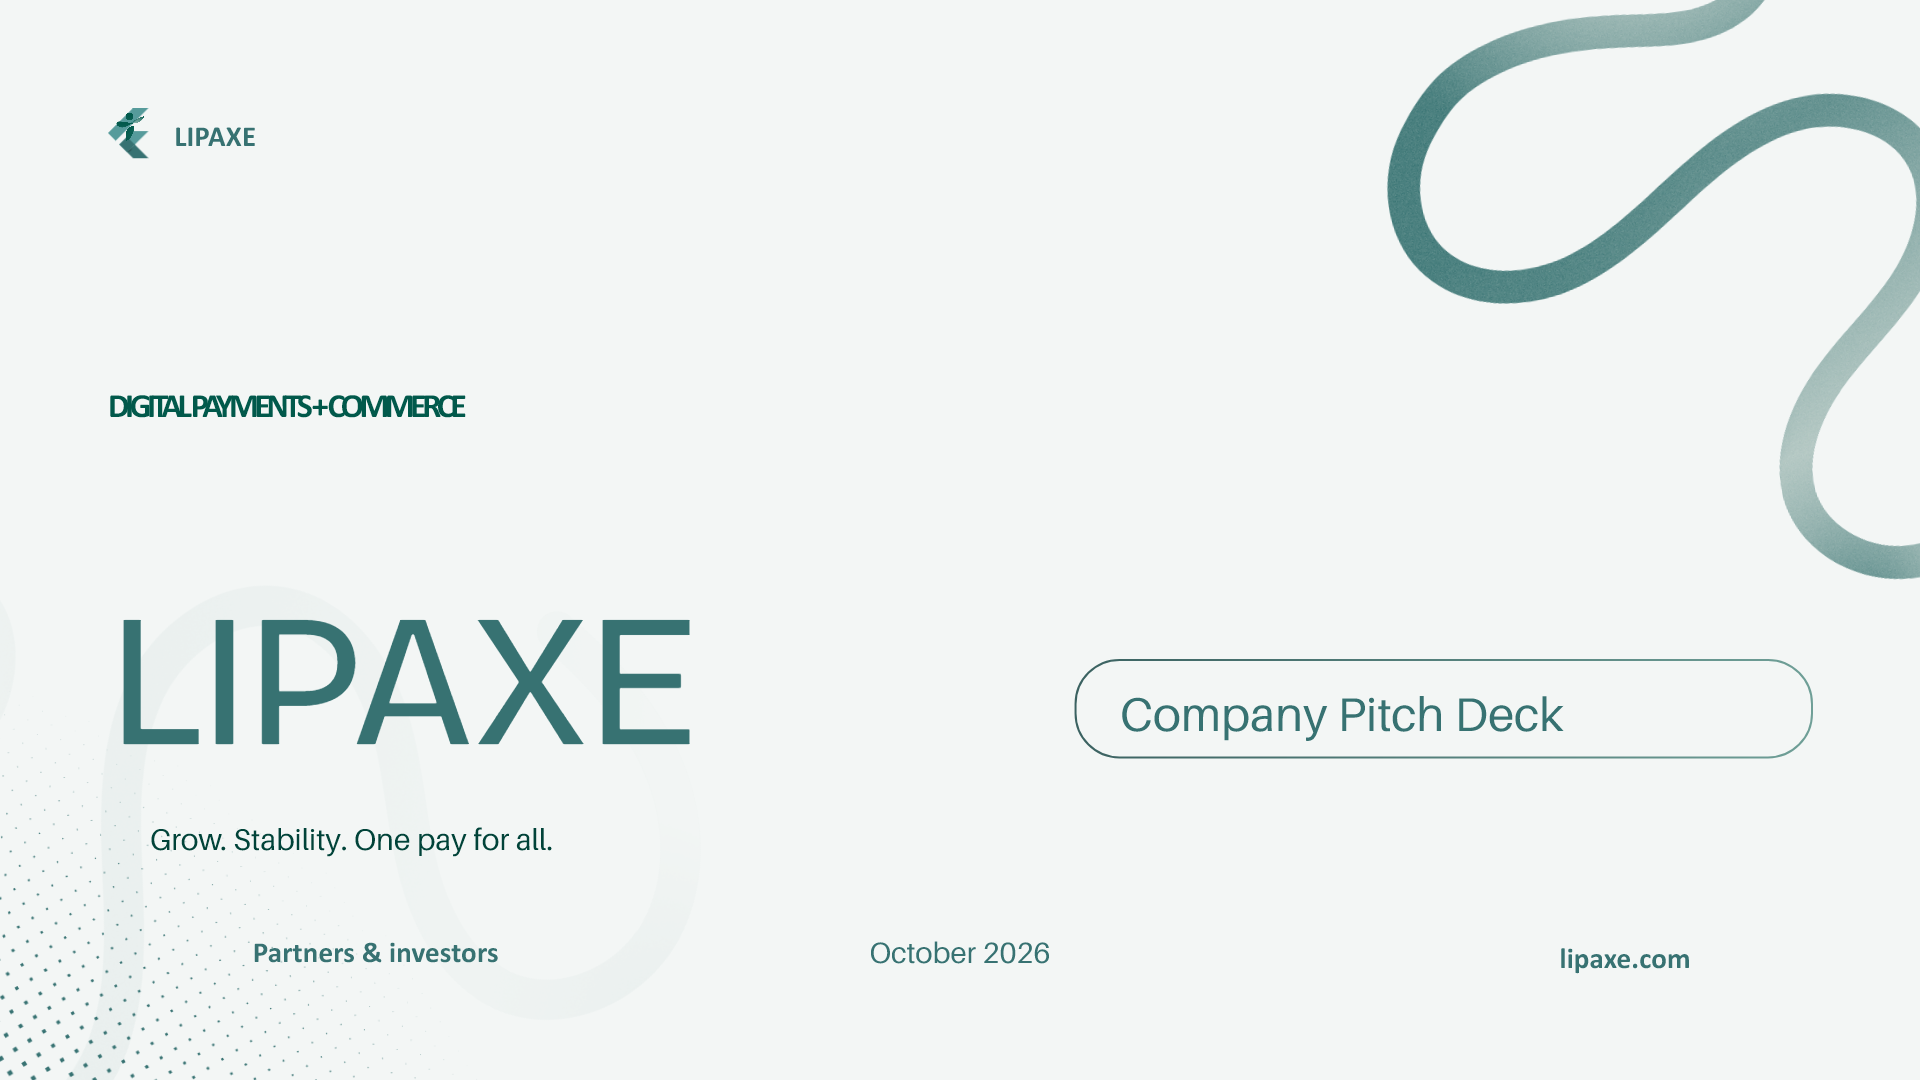 LIPAXE
DIGITAL PAYMENTS + COMMERCE
LIPAXE
Company Pitch Deck
Grow. Stability. One pay for all.
Partners & investors
October 2026
lipaxe.com